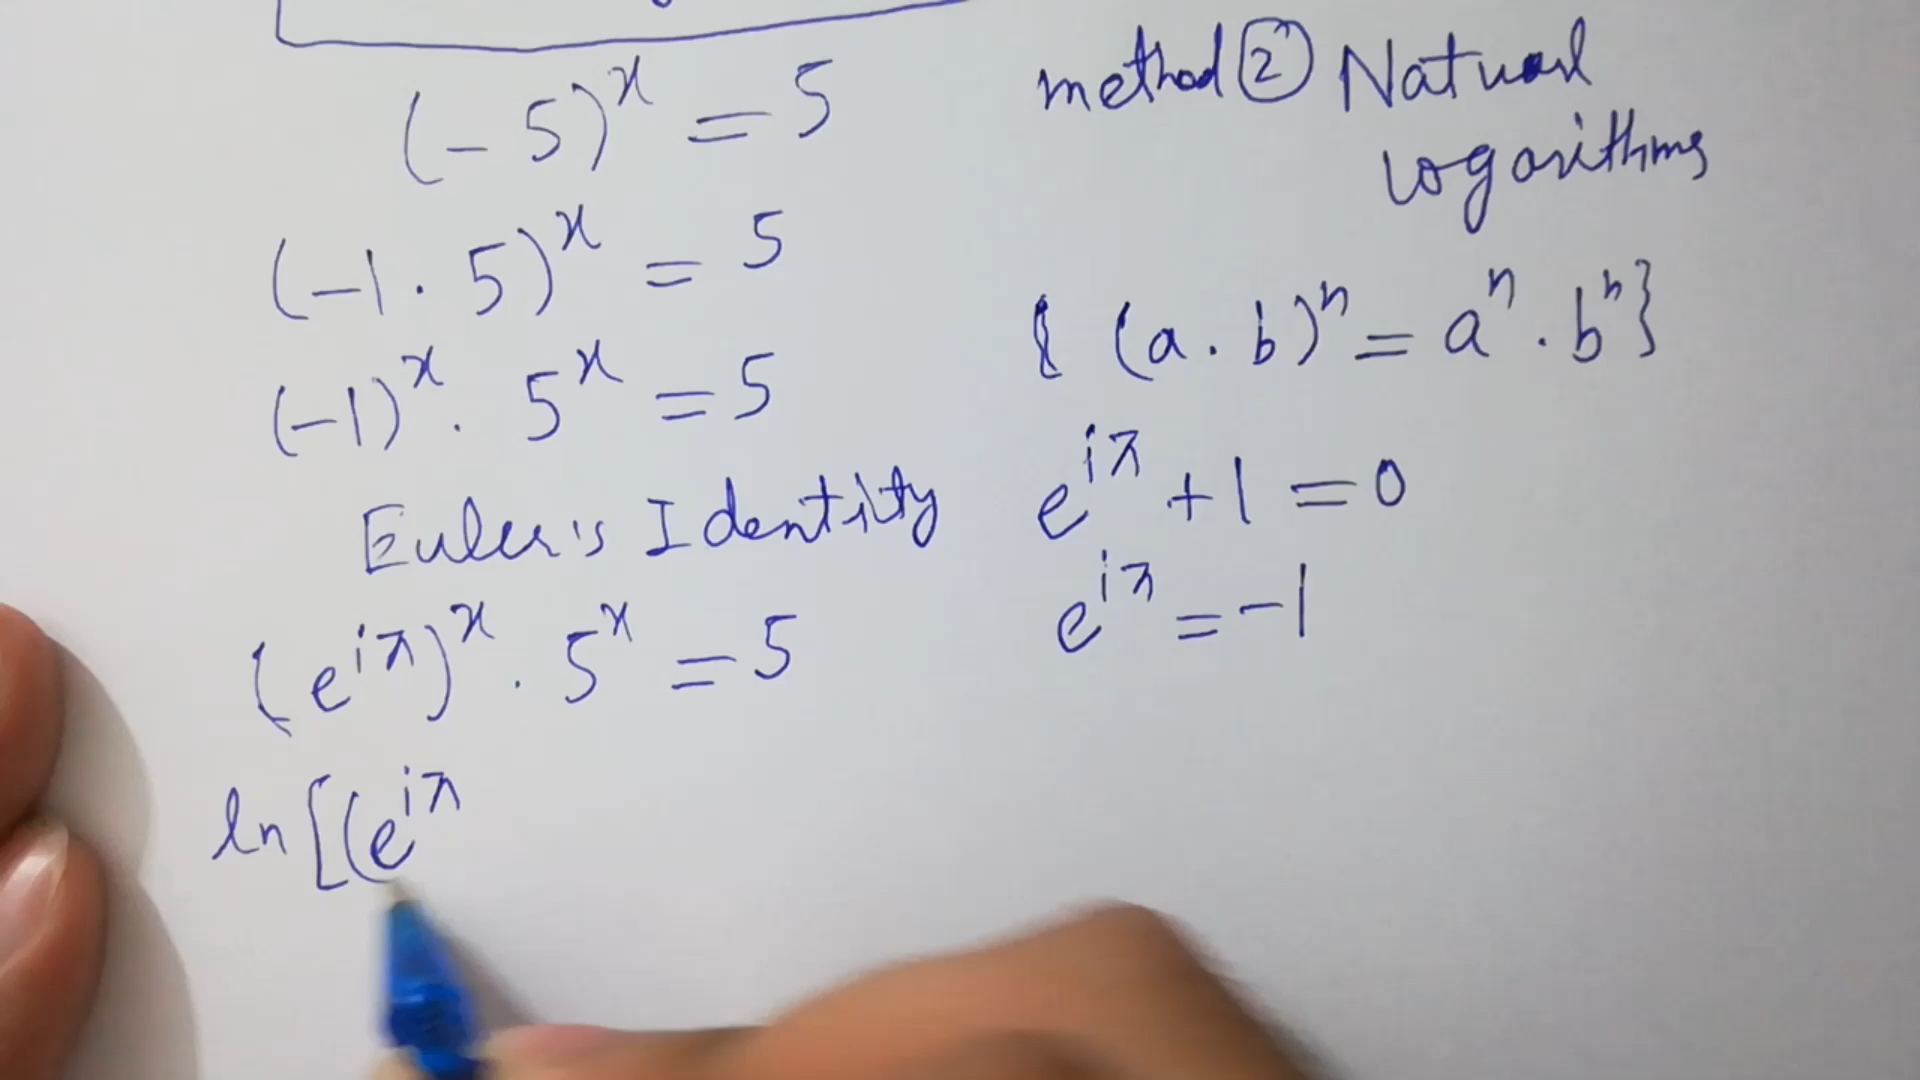 (-5)^x = 5
(-1 · 5)^x = 5
(-1)^x · 5^x = 5
Euler's Identity
(e^{iπ})^x · 5^x = 5
ln [(e^{iπ}
method ② Natural
logarithms
{ (a · b)^n = a^n · b^n }
e^{iπ} + 1 = 0
e^{iπ} = -1